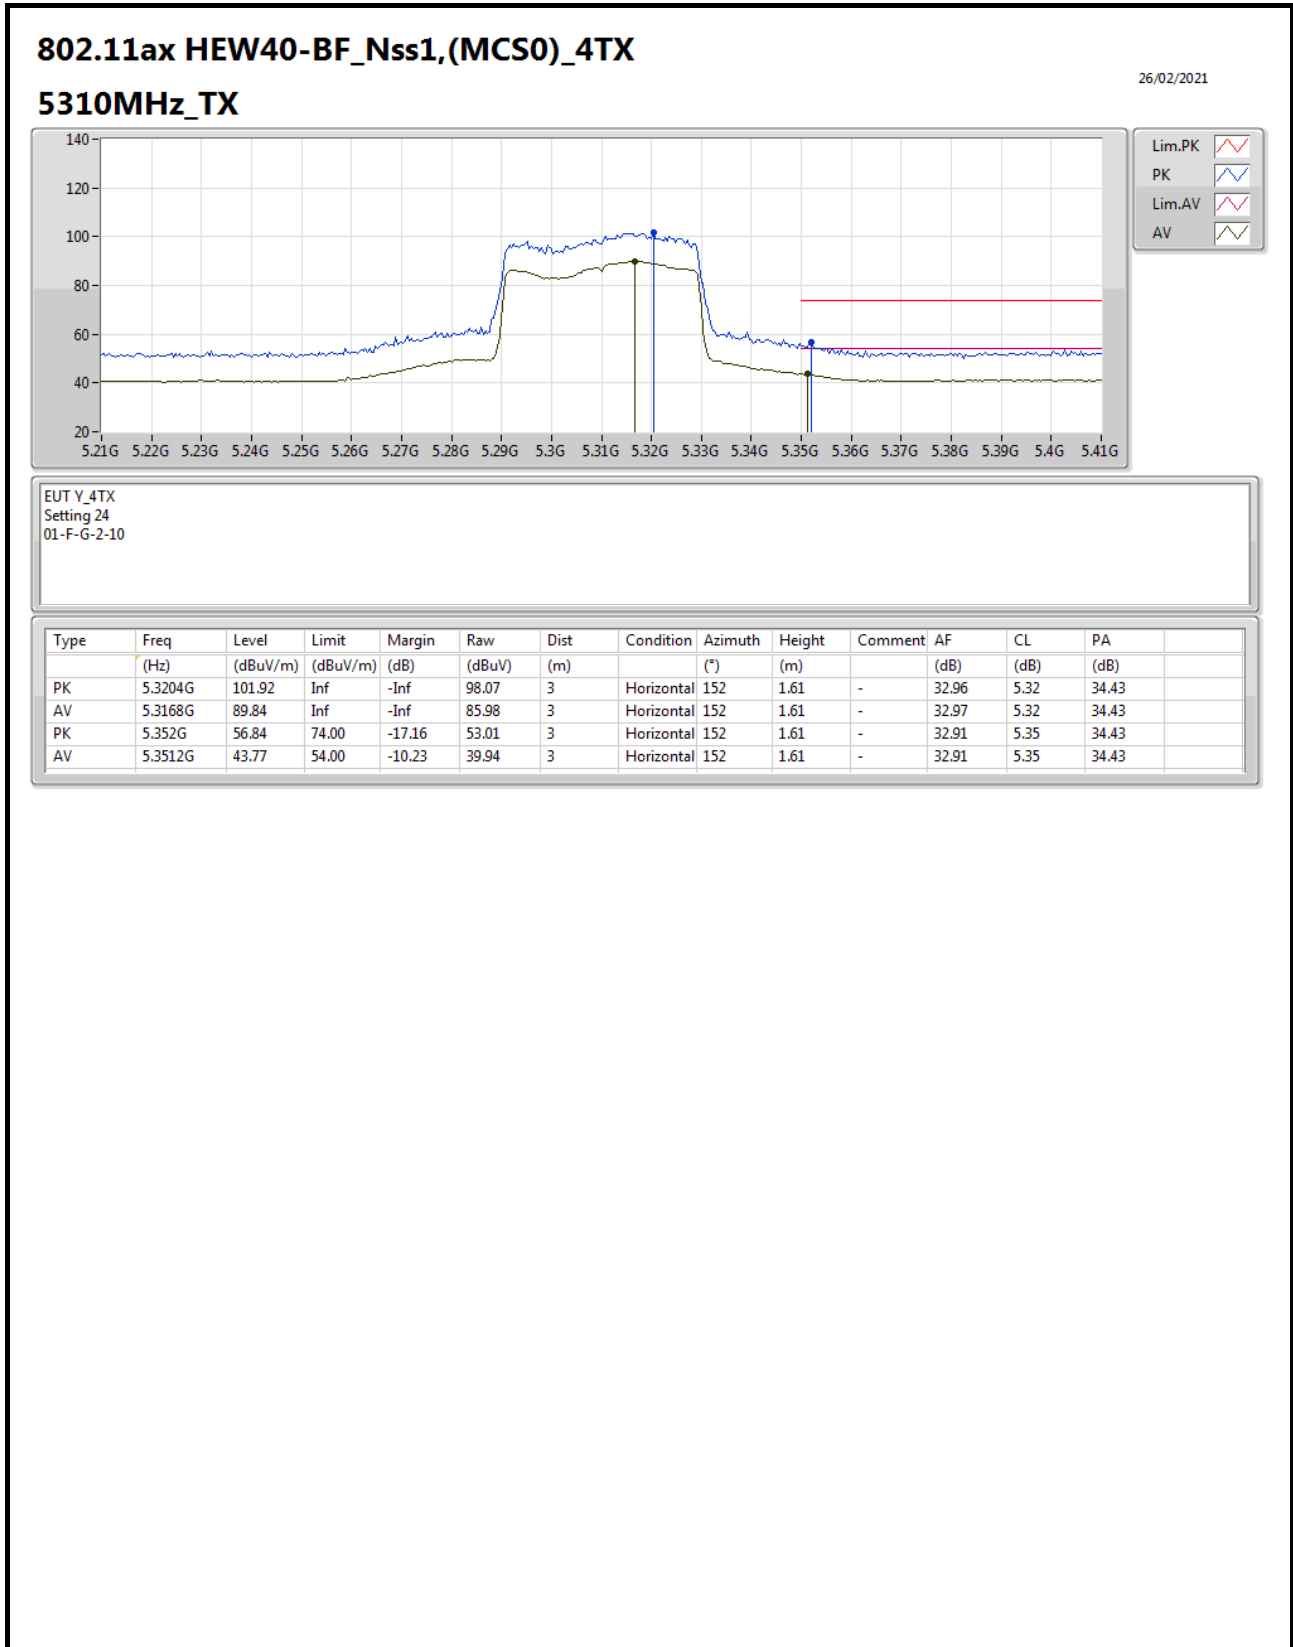 802.11ax HEW40-BF_Nss1,(MCS0)_4TX
26/02/2021
5310MHz_TX
140
120
100
80
60
40
20
5.21G 5.22G 5.23G 5.24G 5.25G 5.26G 5.27G 5.28G 5.29G 5.3G 5.31G 5.32G 5.33G 5.34G 5.35G 5.36G 5.37G 5.38G 5.39G 5.4G 5.41G
Lim.PK
PK
Lim.AV
AV
EUT Y_4TX
Setting 24
01-F-G-2-10
Type Freq Level Limit Margin Raw Dist Condition Azimuth Height Comment AF CL PA
(Hz) (dBuV/m) (dBuV/m) (dB) (dBuV) (m) (°) (m) (dB) (dB) (dB)
PK 5.3204G 101.92 Inf -Inf 98.07 3 Horizontal 152 1.61 - 32.96 5.32 34.43
AV 5.3168G 89.84 Inf -Inf 85.98 3 Horizontal 152 1.61 - 32.97 5.32 34.43
PK 5.352G 56.84 74.00 -17.16 53.01 3 Horizontal 152 1.61 - 32.91 5.35 34.43
AV 5.3512G 43.77 54.00 -10.23 39.94 3 Horizontal 152 1.61 - 32.91 5.35 34.43